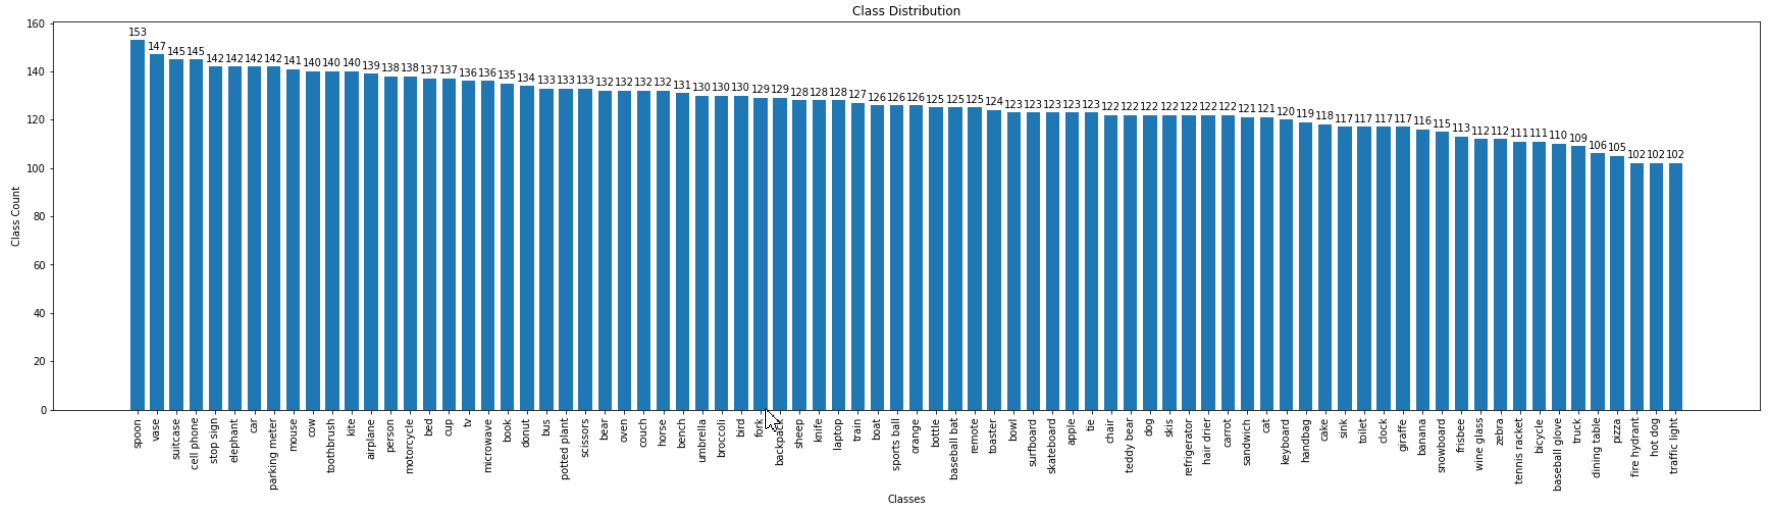 Class Distribution
160
140
120
100
80
60
40
20
0
Class Count
153 147 145 145 142 142 142 142 141 140 140 140 139 138 138 137 137 136 136 135 134 133 133 133 132 132 132 132 131 130 130 130 129 129 128 128 128 127 126 126 126 125 125 125 124 123 123 123 123 123 122 122 122 122 122 122 122 121 121 120 119 118 117 117 117 117 116 115 113 112 112 111 111 110 109 106 105 102 102 102
spoon
vase
suitcase
cell phone
stop sign
elephant
car
parking meter
mouse
cow
toothbrush
kite
airplane
person
motorcycle
bed
cup
tv
microwave
book
donut
bus
potted plant
scissors
bear
oven
couch
horse
bench
umbrella
broccoli
bird
fork
backpack
sheep
knife
laptop
train
boat
sports ball
orange
bottle
baseball bat
remote
toaster
bowl
surfboard
skateboard
apple
tie
chair
teddy bear
dog
skis
refrigerator
hair drier
carrot
sandwich
cat
keyboard
handbag
cake
sink
toilet
clock
giraffe
banana
snowboard
frisbee
wine glass
zebra
tennis racket
bicycle
baseball glove
truck
dining table
pizza
fire hydrant
hot dog
traffic light
Classes